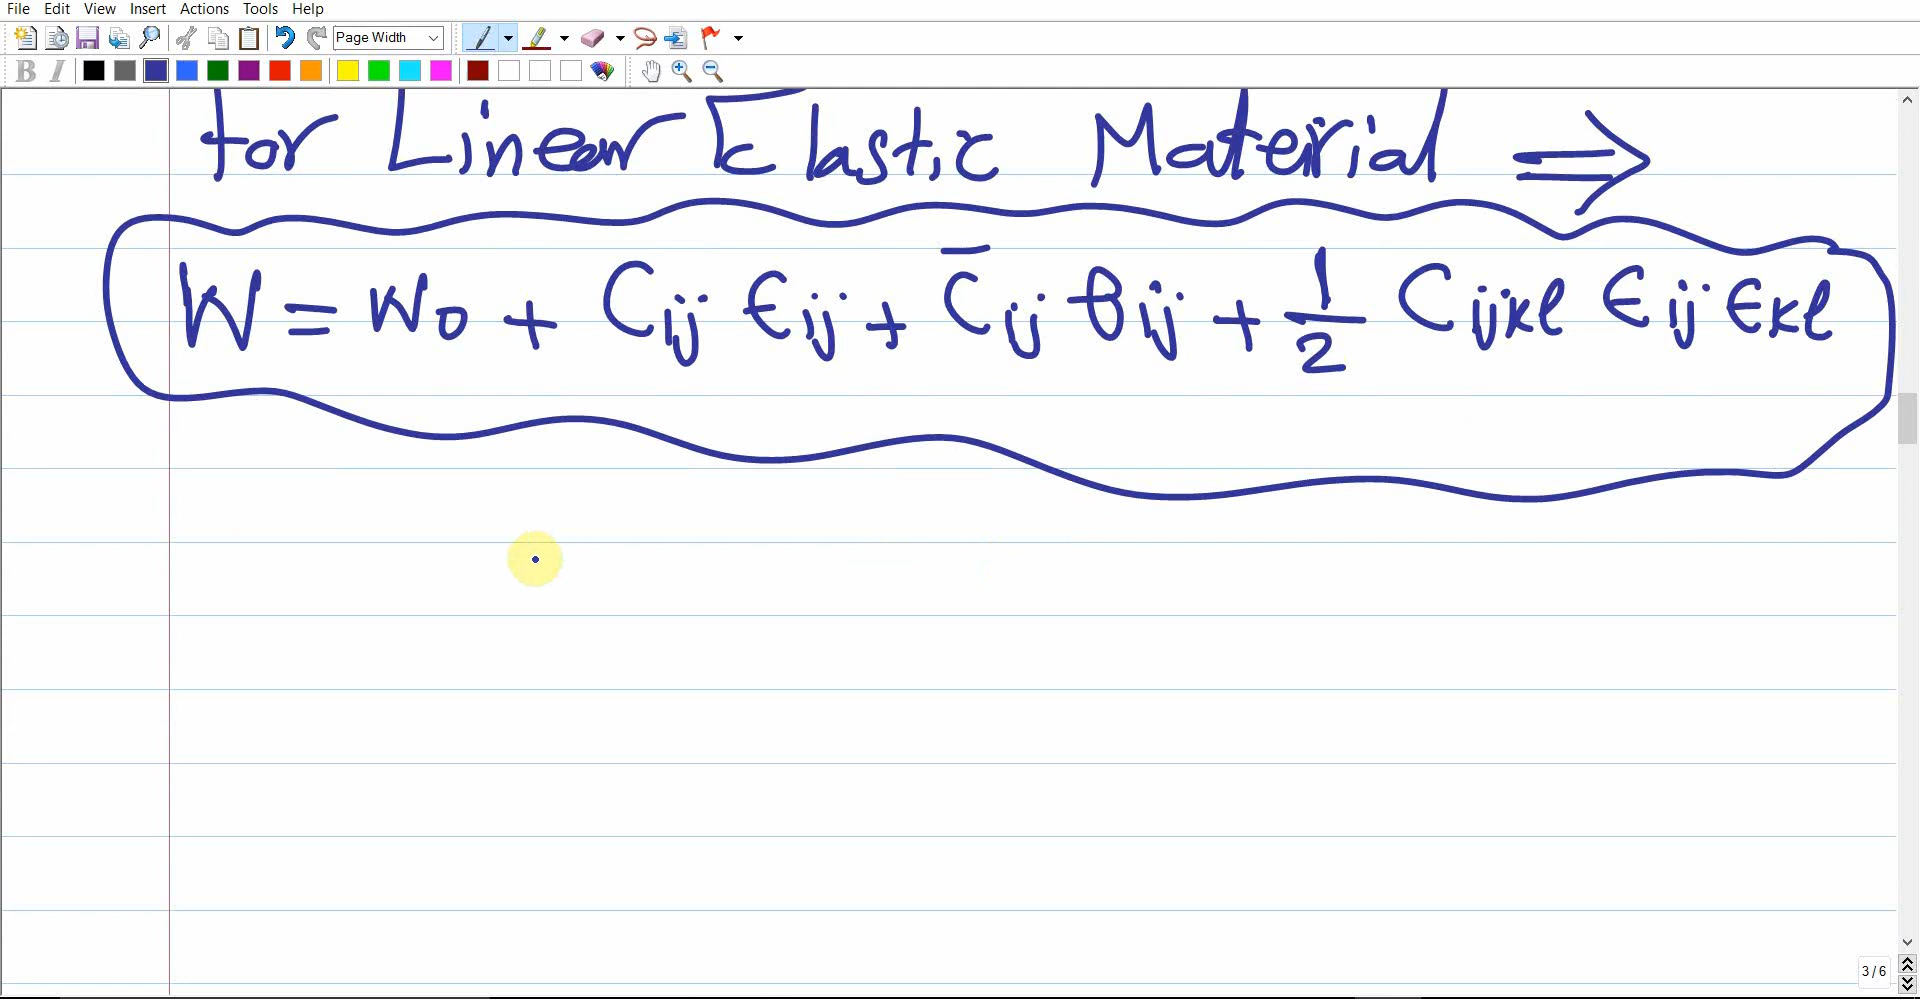 File Edit View Insert Actions Tools Help
Page Width
B I
for Linear Elastic Material ⇒
W = W₀ + Cᵢⱼ ϵᵢⱼ + C̅ᵢⱼ θᵢⱼ + 1/2 Cᵢⱼₖₗ ϵᵢⱼ ϵₖₗ
3 / 6